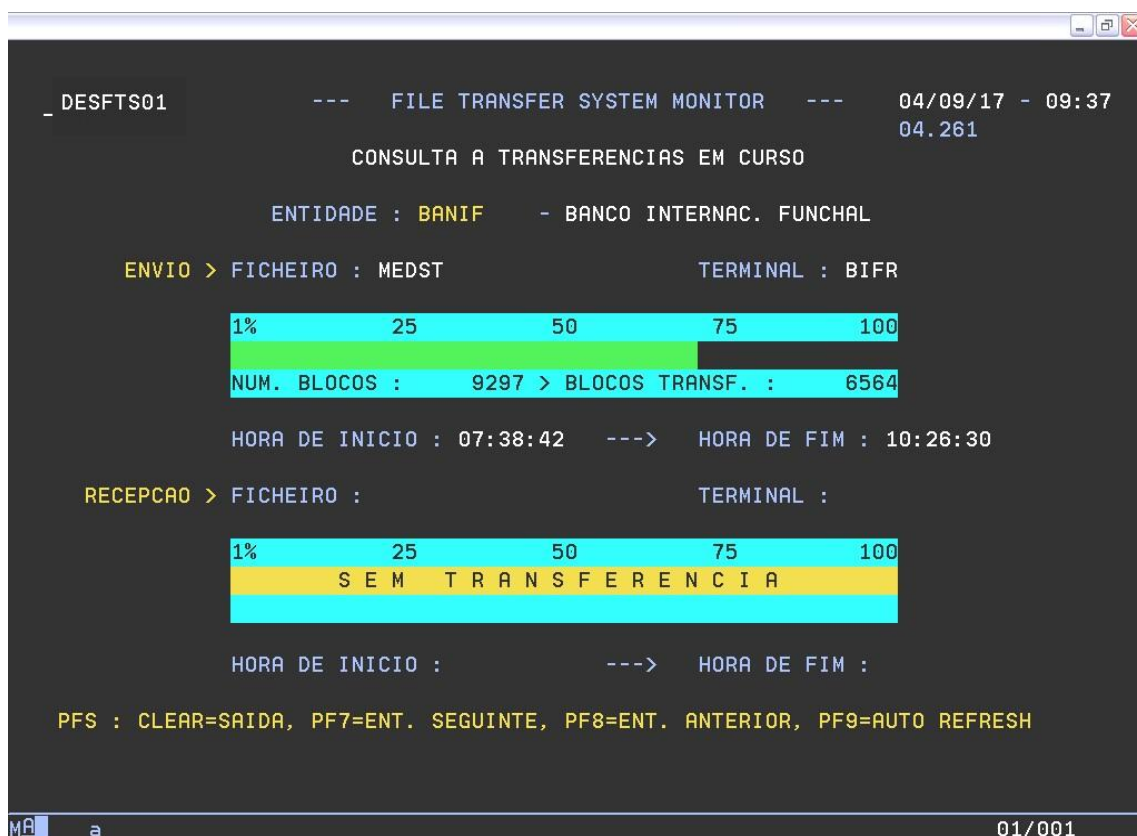 _ DESFTS01 --- FILE TRANSFER SYSTEM MONITOR --- 04/09/17 - 09:37
04.261
CONSULTA A TRANSFERENCIAS EM CURSO
ENTIDADE : BANIF - BANCO INTERNAC. FUNCHAL
ENVIO > FICHEIRO : MEDST TERMINAL : BIFR
1% 25 50 75 100
NUM. BLOCOS : 9297 > BLOCOS TRANSF. : 6564
HORA DE INICIO : 07:38:42 ---> HORA DE FIM : 10:26:30
RECEPCAO > FICHEIRO : TERMINAL :
1% 25 50 75 100
S E M T R A N S F E R E N C I A
HORA DE INICIO : ---> HORA DE FIM :
PFS : CLEAR=SAIDA, PF7=ENT. SEGUINTE, PF8=ENT. ANTERIOR, PF9=AUTO REFRESH
MA a 01/001